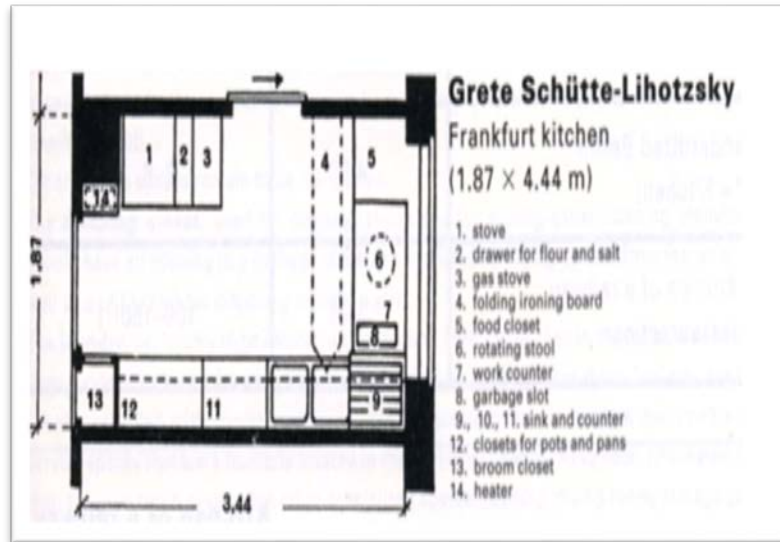 Grete Schütte-Lihotzsky
Frankfurt kitchen
(1.87 × 4.44 m)
1, stove
2, drawer for flour and salt
3, gas stove
4, folding ironing board
5, food closet
6, rotating stool
7, work counter
8, garbage slot
9., 10., 11. sink and counter
12, closets for pots and pans
13, broom closet
14, heater
1 2 3 4 5
14
1.87
6
7
8
13 12 11 9
3.44